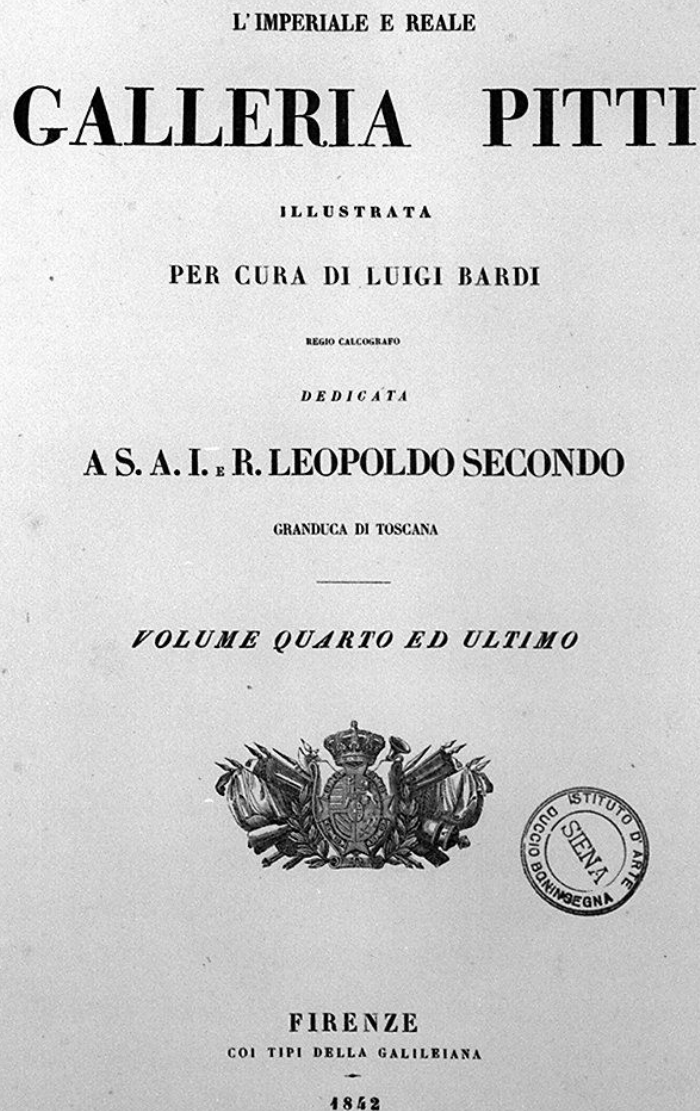 L'IMPERIALE E REALE
GALLERIA PITTI
ILLUSTRATA
PER CURA DI LUIGI BARDI
REGIO CALCOGRAFO
DEDICATA
A S. A. I. E R. LEOPOLDO SECONDO
GRANDUCA DI TOSCANA
VOLUME QUARTO ED ULTIMO
ISTITUTO D'ARTE
SIENA
DUCCIO BONINSEGNA
FIRENZE
COI TIPI DELLA GALILEIANA
1842